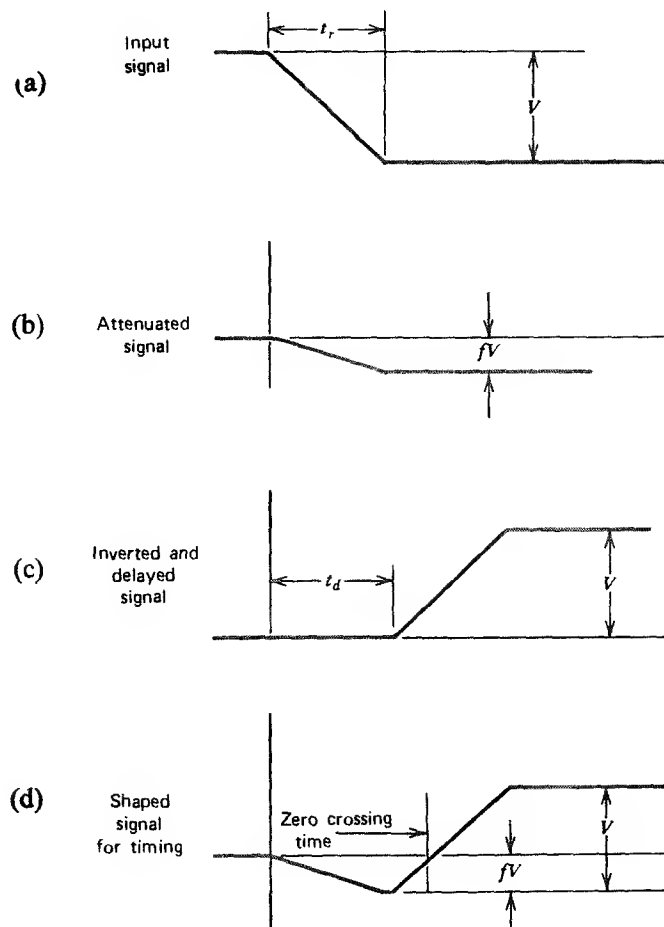 t_r
Input
signal
(a)
V
(b)
Attenuated
signal
fV
(c)
Inverted and
delayed
signal
t_d
V
(d)
Shaped
signal
for timing
Zero crossing
time
fV
V